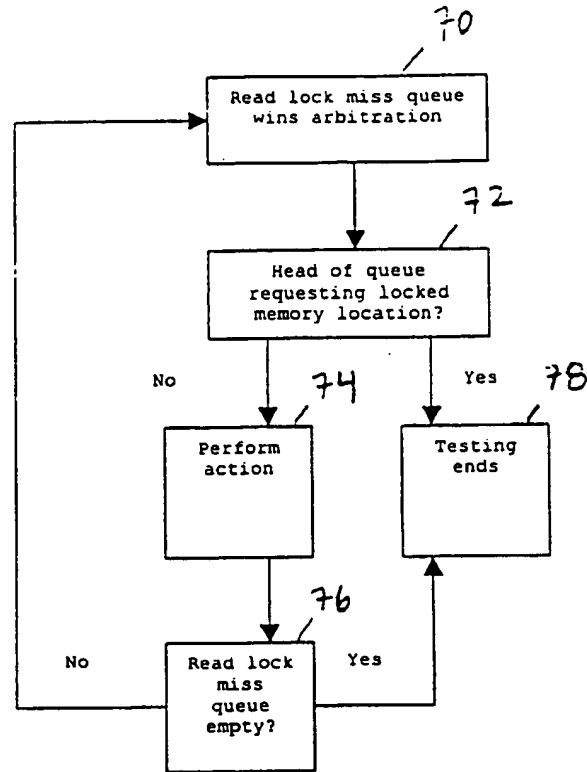 70
Read lock miss queue
wins arbitration
72
Head of queue
requesting locked
memory location?
No
74
Yes
78
Perform
action
Testing
ends
76
No
Read lock
miss
queue
empty?
Yes